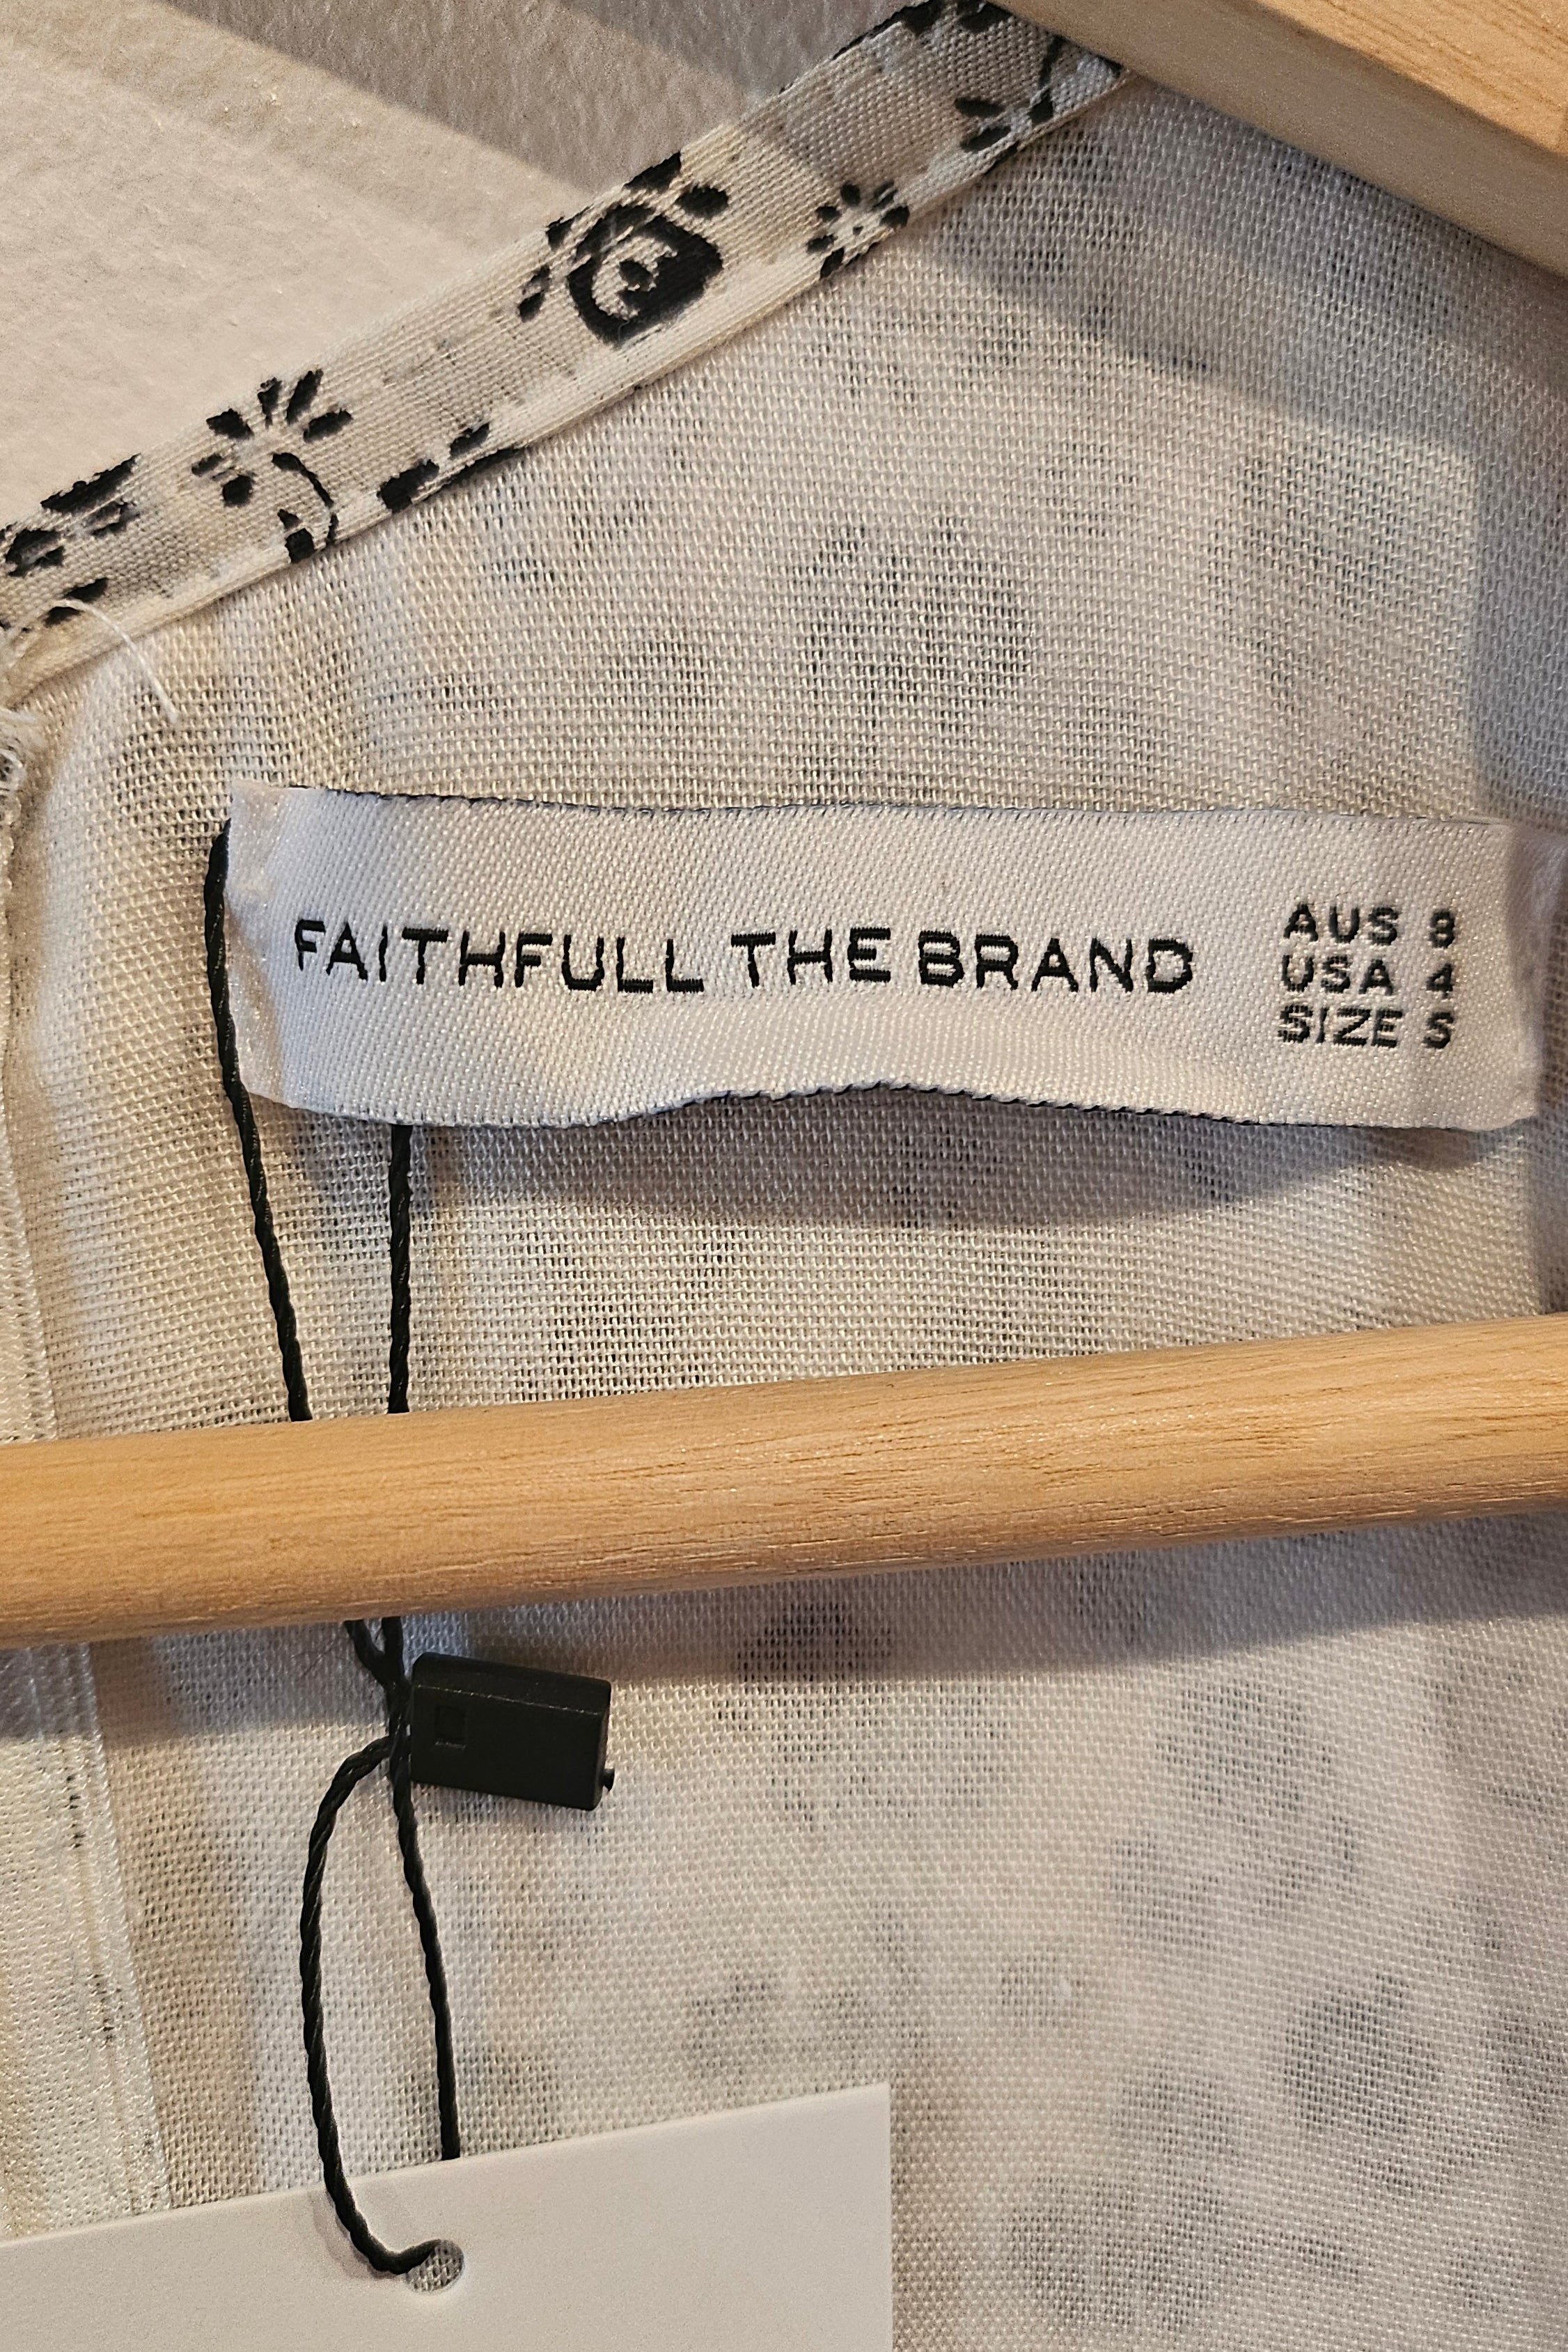 FAITHFULL THE BRAND
AUS 8
USA 4
SIZE S